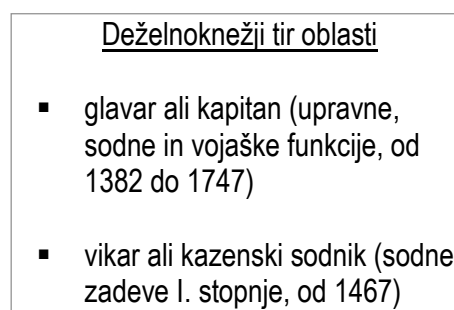 Deželnoknežji tir oblasti
▪ glavar ali kapitan (upravne,
sodne in vojaške funkcije, od
1382 do 1747)
▪ vikar ali kazenski sodnik (sodne
zadeve I. stopnje, od 1467)